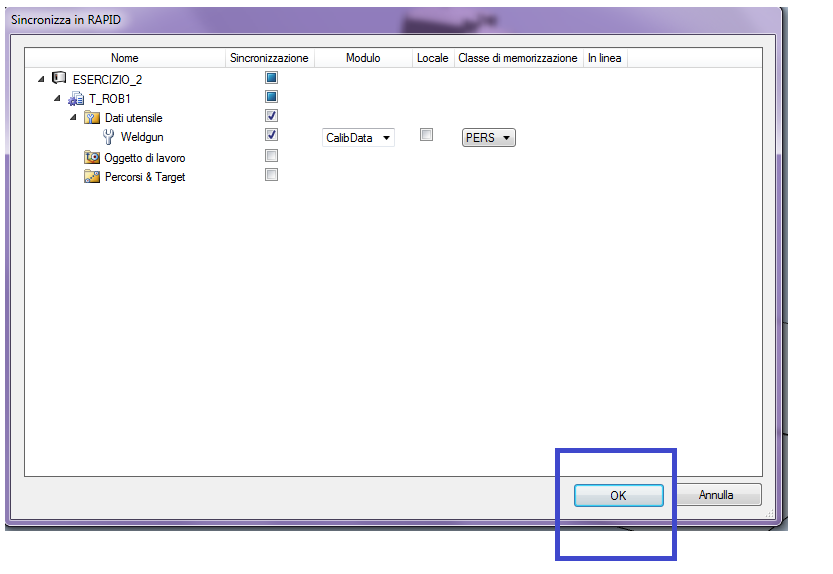 Sincronizza in RAPID
Nome Sincronizzazione Modulo Locale Classe di memorizzazione In linea
ESERCIZIO_2
T_ROB1
Dati utensile
Weldgun CalibData PERS
Oggetto di lavoro
Percorsi & Target
OK Annulla